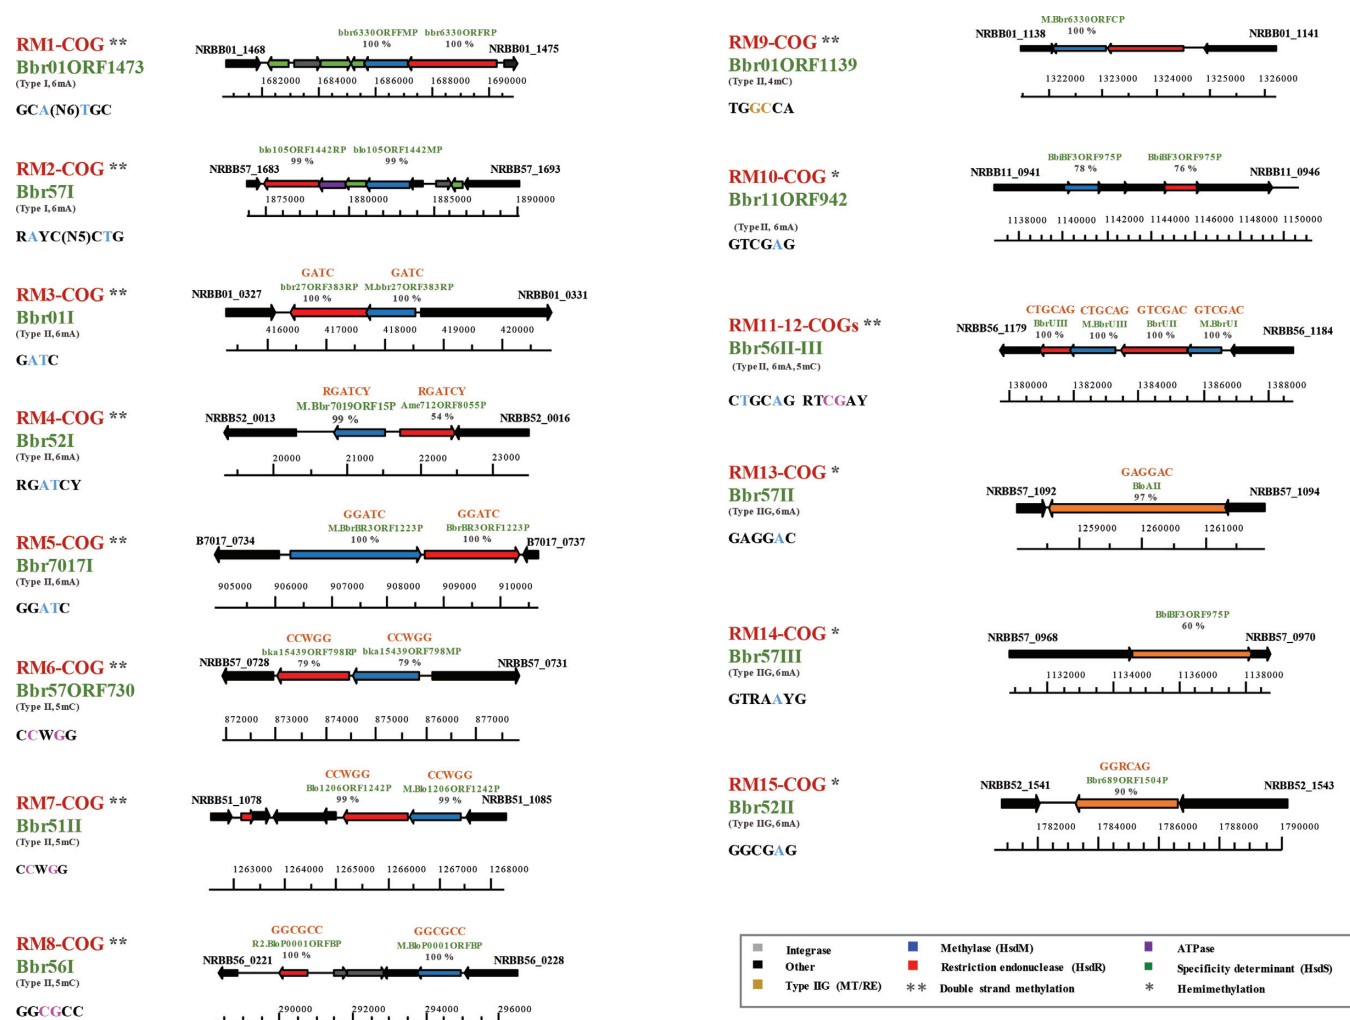 RM1-COG **
Bbr01ORF1473
(Type I, 6mA)
GCA(N6)TGC
NRBB01_1468
bbr6330ORFFMP
100 %
bbr6330ORFRP
100 %
NRBB01_1475
1682000 1684000 1686000 1688000 1690000
RM2-COG **
Bbr57I
(Type I, 6mA)
RAYC(N5)CTG
NRBB57_1683
blo105ORF1442RP
99 %
blo105ORF1442MP
99 %
NRBB57_1693
1875000 1880000 1885000 1890000
RM3-COG **
Bbr01I
(Type II, 6mA)
GATC
NRBB01_0327
GATC
bbr27ORF383RP
100 %
GATC
M.bbr27ORF383RP
100 %
NRBB01_0331
416000 417000 418000 419000 420000
RM4-COG **
Bbr52I
(Type II, 6mA)
RGATCY
NRBB52_0013
RGATCY
M.Bbr7019ORF15P
99 %
RGATCY
Ame712ORF8055P
54 %
NRBB52_0016
20000 21000 22000 23000
RM5-COG **
Bbr7017I
(Type II, 6mA)
GGATC
B7017_0734
GGATC
M.BbrBR3ORF1223P
100 %
GGATC
BbrBR3ORF1223P
100 %
B7017_0737
905000 906000 907000 908000 909000 910000
RM6-COG **
Bbr57ORF730
(Type II, 5mC)
CCWGG
NRBB57_0728
CCWGG
bka15439ORF798RP
79 %
CCWGG
bka15439ORF798MP
79 %
NRBB57_0731
872000 873000 874000 875000 876000 877000
RM7-COG **
Bbr51II
(Type II, 5mC)
CCWGG
NRBB51_1078
CCWGG
Blo1206ORF1242P
99 %
CCWGG
M.Blo1206ORF1242P
99 %
NRBB51_1085
1263000 1264000 1265000 1266000 1267000 1268000
RM8-COG **
Bbr56I
(Type II, 5mC)
GGCGCC
NRBB56_0221
GGCGCC
R2.BloP0001ORFBP
100 %
GGCGCC
M.BloP0001ORFBP
100 %
NRBB56_0228
290000 292000 294000 296000
RM9-COG **
Bbr01ORF1139
(Type II, 4mC)
TGGCCA
NRBB01_1138
M.Bbr6330ORFCP
100 %
NRBB01_1141
1322000 1323000 1324000 1325000 1326000
RM10-COG *
Bbr11ORF942
(Type II, 6mA)
GTCGAG
NRBB11_0941
BbiBF3ORF975P
78 %
BbiBF3ORF975P
76 %
NRBB11_0946
1138000 1140000 1142000 1144000 1146000 1148000 1150000
RM11-12-COGs **
Bbr56II-III
(Type II, 6mA, 5mC)
CTGCAG RTCGAY
NRBB56_1179
CTGCAG
BbrUIII
100 %
CTGCAG
M.BbrUIII
100 %
GTCGAC
BbrUII
100 %
GTCGAC
M.BbrUI
100 %
NRBB56_1184
1380000 1382000 1384000 1386000 1388000
RM13-COG *
Bbr57II
(Type IIG, 6mA)
GAGGAC
NRBB57_1092
GAGGAC
BloAII
97 %
NRBB57_1094
1259000 1260000 1261000
RM14-COG *
Bbr57III
(Type IIG, 6mA)
GTRAAYG
NRBB57_0968
BbiBF3ORF975P
60 %
NRBB57_0970
1132000 1134000 1136000 1138000
RM15-COG *
Bbr52II
(Type IIG, 6mA)
GGCGAG
NRBB52_1541
GGRCAG
Bbr689ORF1504P
90 %
NRBB52_1543
1782000 1784000 1786000 1788000 1790000
Integrase
Methylase (HsdM)
ATPase
Other
Restriction endonuclease (HsdR)
Specificity determinant (HsdS)
Type IIG (MT/RE)
** Double strand methylation
* Hemimethylation